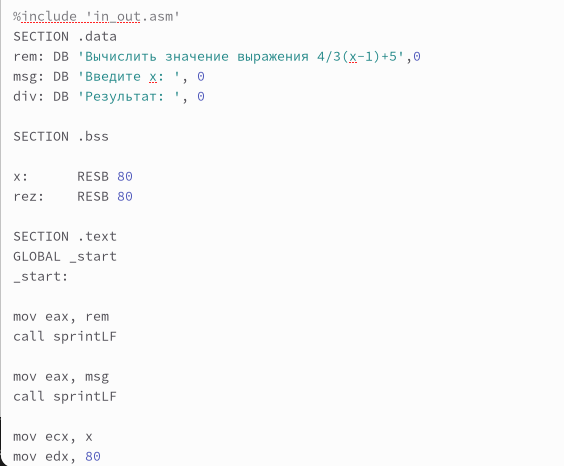 %include 'in_out.asm'
SECTION .data
rem: DB 'Вычислить значение выражения 4/3(x-1)+5',0
msg: DB 'Введите x: ', 0
div: DB 'Результат: ', 0
SECTION .bss
x:      RESB 80
rez:    RESB 80
SECTION .text
GLOBAL _start
_start:
mov eax, rem
call sprintLF
mov eax, msg
call sprintLF
mov ecx, x
mov edx, 80